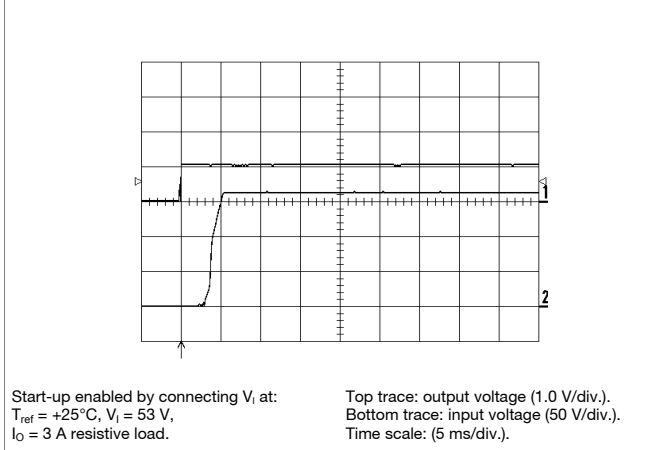 1
2
Start-up enabled by connecting V_I at:
T_ref = +25°C, V_I = 53 V,
I_O = 3 A resistive load.
Top trace: output voltage (1.0 V/div.).
Bottom trace: input voltage (50 V/div.).
Time scale: (5 ms/div.).